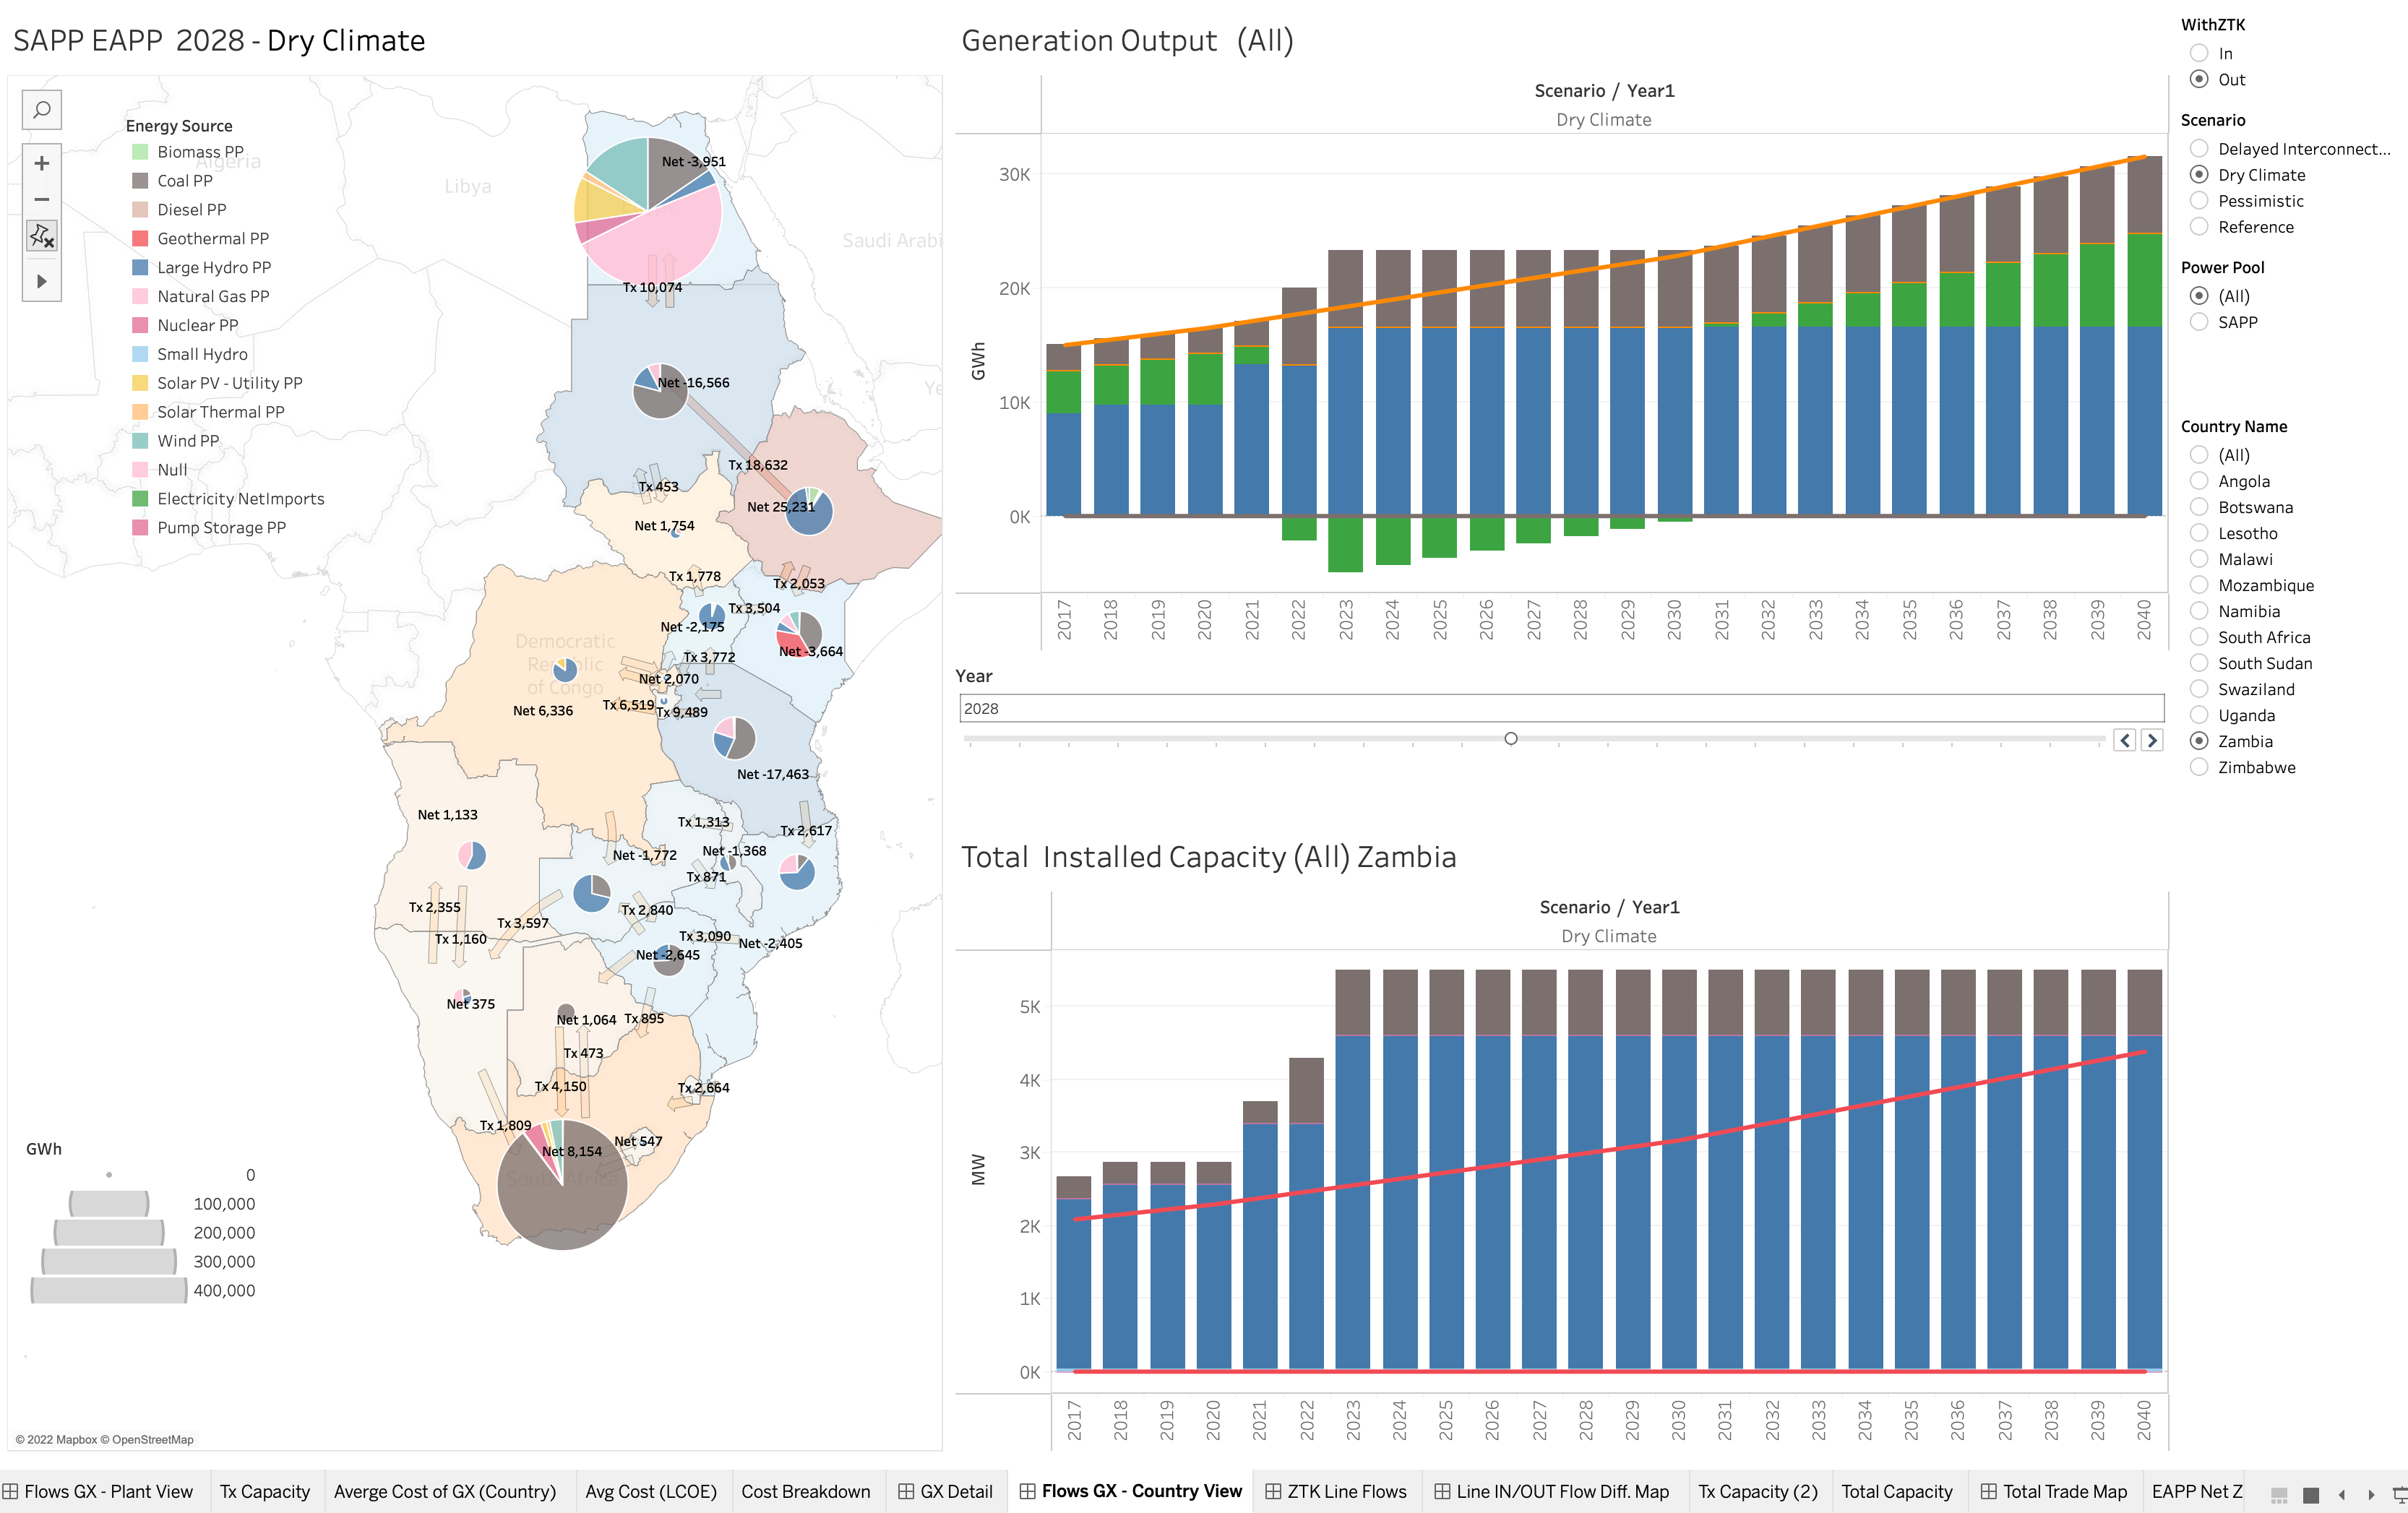 SAPP EAPP 2028 - Dry Climate
Energy Source
Biomass PP
Coal PP
Diesel PP
Geothermal PP
Large Hydro PP
Natural Gas PP
Nuclear PP
Small Hydro
Solar PV - Utility PP
Solar Thermal PP
Wind PP
Null
Electricity NetImports
Pump Storage PP
Algeria
Libya
Saudi Arabi
Ye
Net -3,951
Tx 10,074
Net -16,566
Tx 18,632
Tx 453
Net 25,231
Net 1,754
Tx 1,778
Tx 2,053
Tx 3,504
Net -2,175
Democratic
Republic
of Congo
Net -3,664
Tx 3,772
Net 2,070
Tx 6,519
Tx 9,489
Net 6,336
Net -17,463
Net 1,133
Tx 1,313
Tx 2,617
Net -1,772
Net -1,368
Tx 871
Tx 2,355
Tx 3,597
Tx 2,840
Tx 1,160
Tx 3,090
Net -2,405
Net -2,645
Net 375
Net 1,064
Tx 895
Tx 473
Tx 4,150
Tx 2,664
Tx 1,809
Net 547
Net 8,154
South Africa
GWh
0
100,000
200,000
300,000
400,000
© 2022 Mapbox © OpenStreetMap
Generation Output (All)
Scenario / Year1
Dry Climate
30K
20K
10K
0K
GWh
2017
2018
2019
2020
2021
2022
2023
2024
2025
2026
2027
2028
2029
2030
2031
2032
2033
2034
2035
2036
2037
2038
2039
2040
Year
2028
Total Installed Capacity (All) Zambia
Scenario / Year1
Dry Climate
5K
4K
3K
2K
1K
0K
MW
2017
2018
2019
2020
2021
2022
2023
2024
2025
2026
2027
2028
2029
2030
2031
2032
2033
2034
2035
2036
2037
2038
2039
2040
WithZTK
In
Out
Scenario
Delayed Interconnect...
Dry Climate
Pessimistic
Reference
Power Pool
(All)
SAPP
Country Name
(All)
Angola
Botswana
Lesotho
Malawi
Mozambique
Namibia
South Africa
South Sudan
Swaziland
Uganda
Zambia
Zimbabwe
Flows GX - Plant View
Tx Capacity
Averge Cost of GX (Country)
Avg Cost (LCOE)
Cost Breakdown
GX Detail
Flows GX - Country View
ZTK Line Flows
Line IN/OUT Flow Diff. Map
Tx Capacity (2)
Total Capacity
Total Trade Map
EAPP Net Z